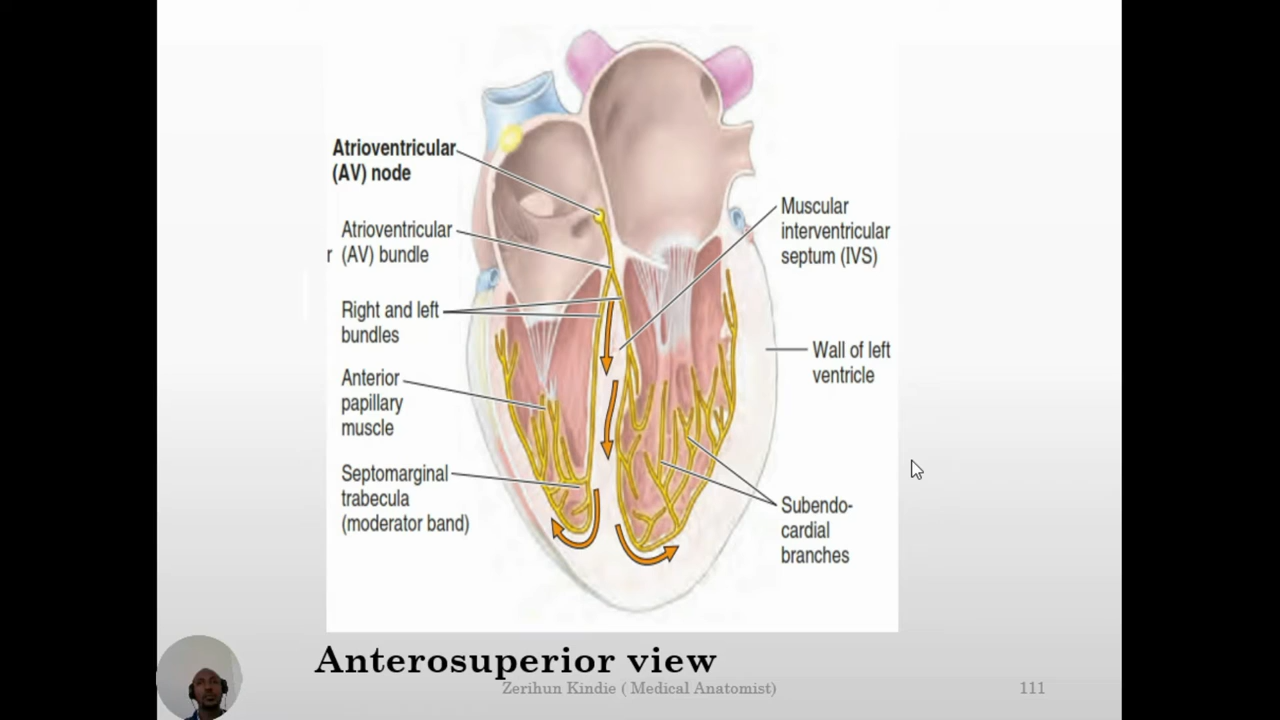 Atrioventricular
(AV) node
Atrioventricular
r (AV) bundle
Right and left
bundles
Anterior
papillary
muscle
Septomarginal
trabecula
(moderator band)
Muscular
interventricular
septum (IVS)
Wall of left
ventricle
Subendo-
cardial
branches
Anterosuperior view
Zerihun Kindie ( Medical Anatomist)
111